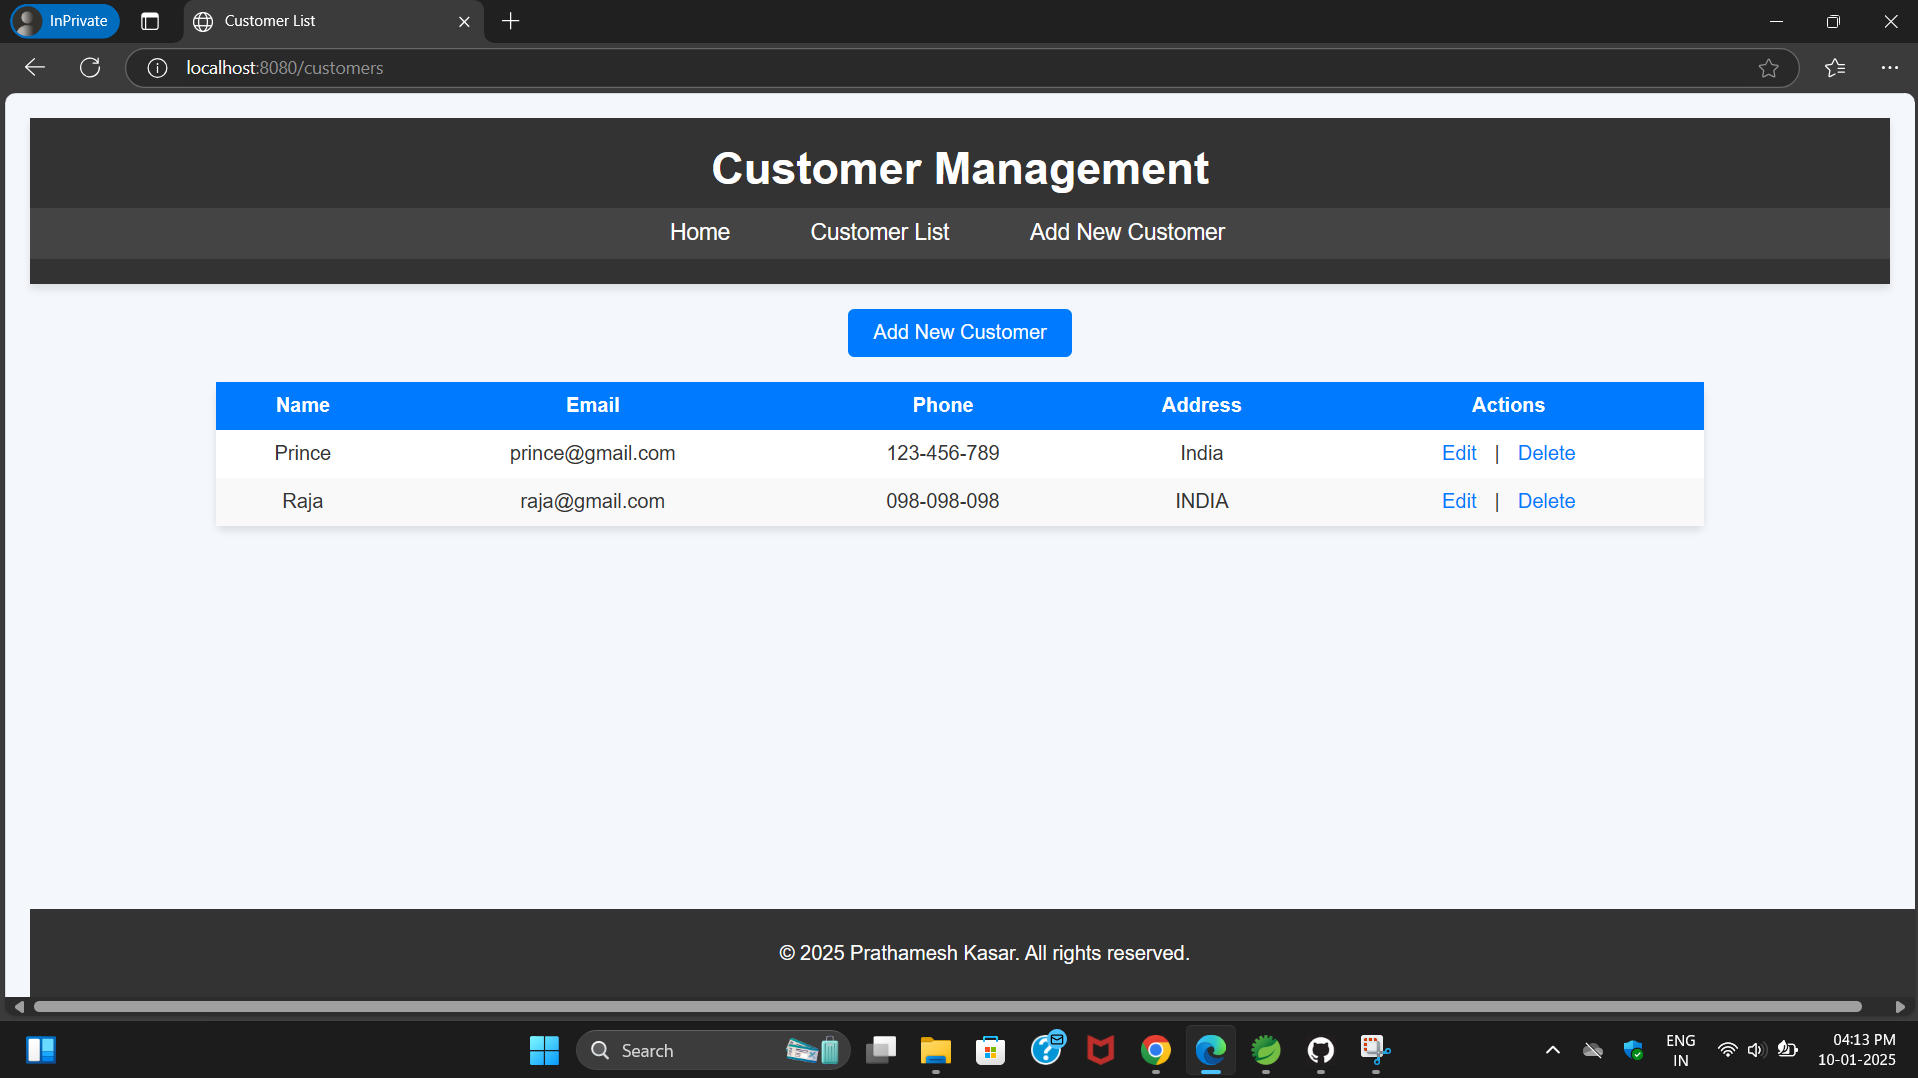 InPrivate
Customer List
localhost:8080/customers
Customer Management
Home Customer List Add New Customer
Add New Customer
Name Email Phone Address Actions
Prince prince@gmail.com 123-456-789 India Edit | Delete
Raja raja@gmail.com 098-098-098 INDIA Edit | Delete
© 2025 Prathamesh Kasar. All rights reserved.
Search
ENG
IN
04:13 PM
10-01-2025